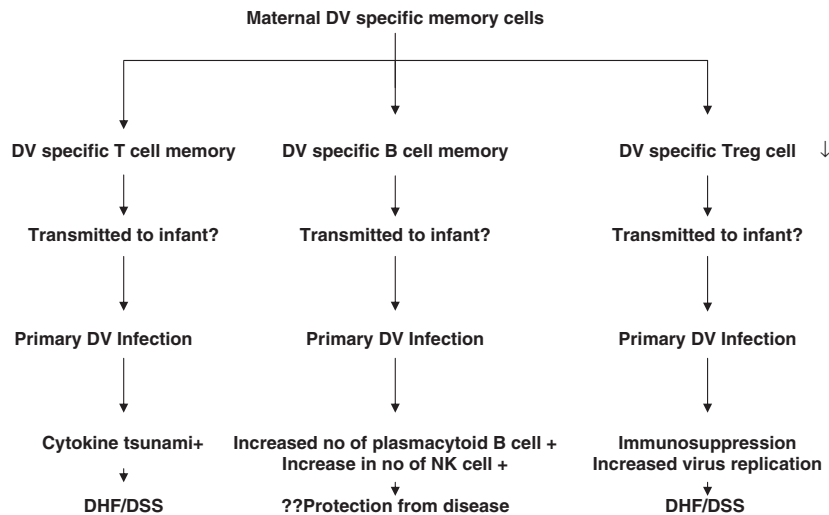 Maternal DV specific memory cells
DV specific T cell memory
DV specific B cell memory
DV specific Treg cell ↓
Transmitted to infant?
Transmitted to infant?
Transmitted to infant?
Primary DV Infection
Primary DV Infection
Primary DV Infection
Cytokine tsunami+
Increased no of plasmacytoid B cell +
Increase in no of NK cell +
Immunosuppression
Increased virus replication
DHF/DSS
??Protection from disease
DHF/DSS